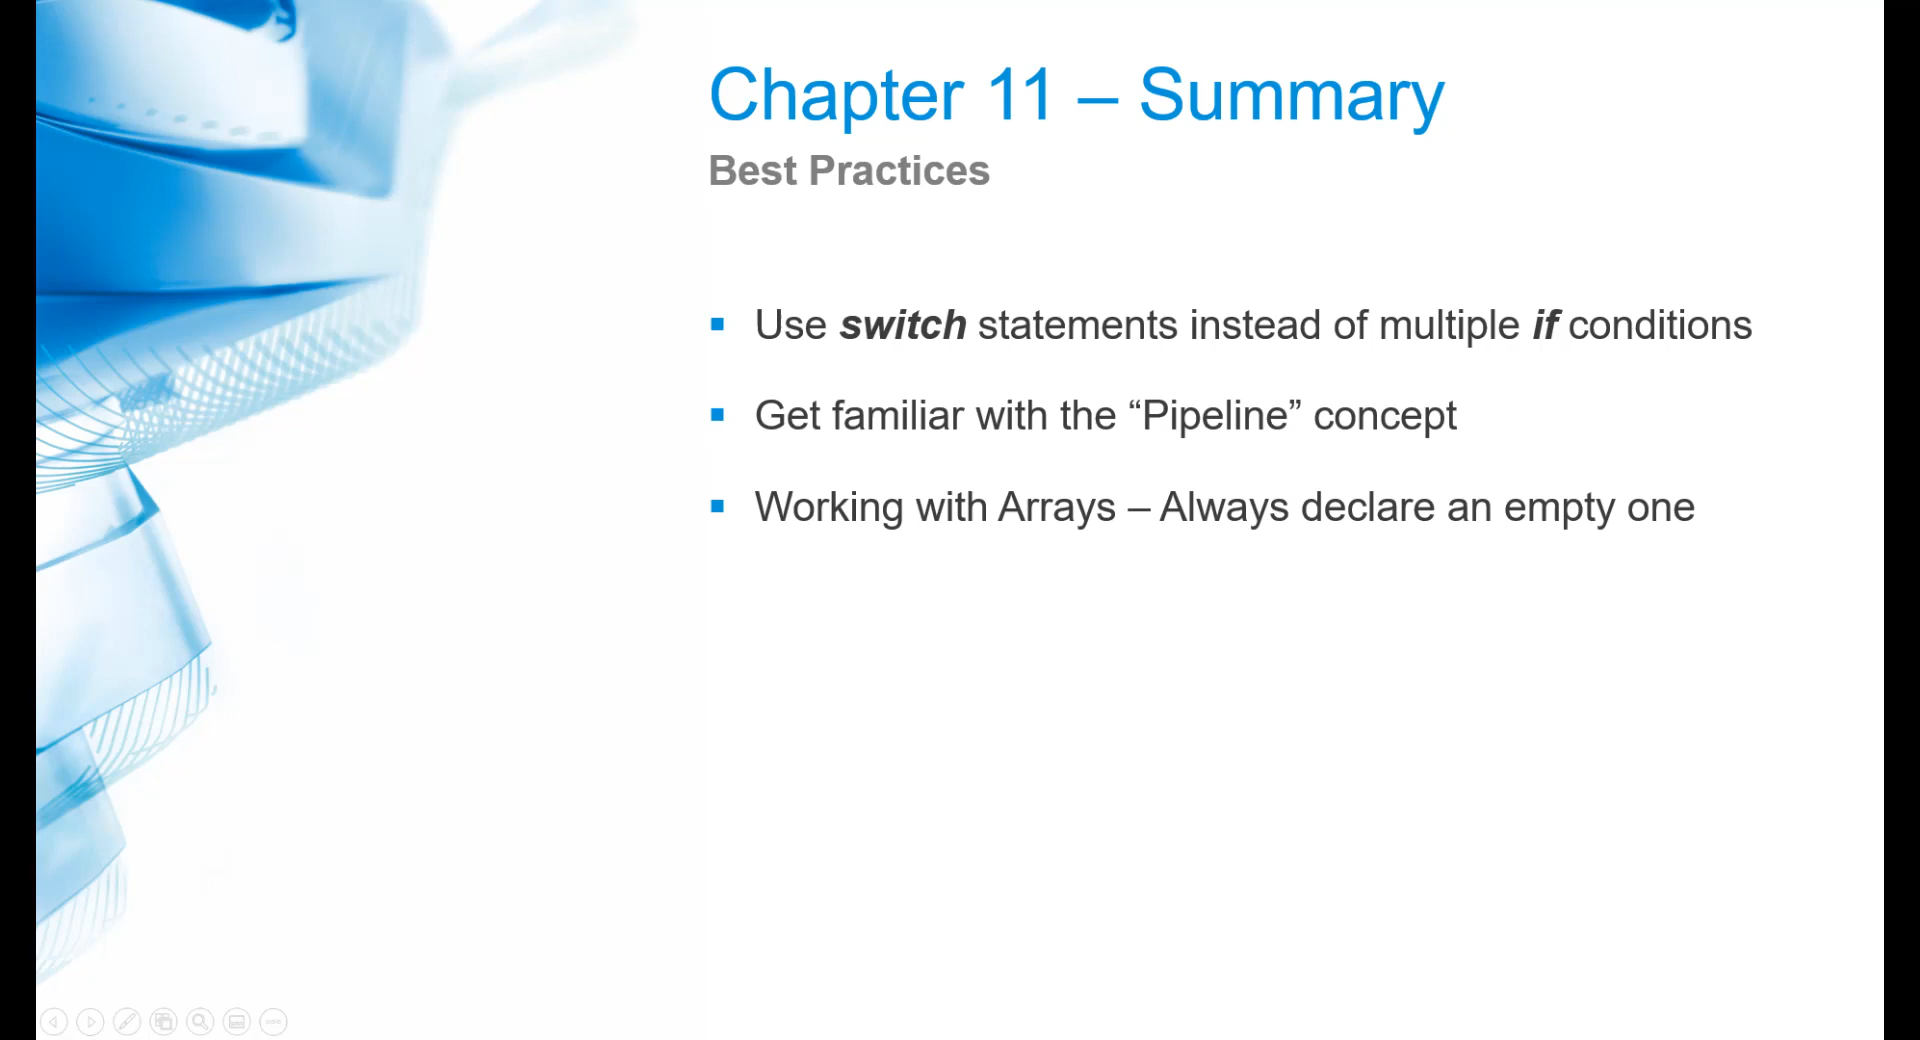 Chapter 11 – Summary
Best Practices
Use switch statements instead of multiple if conditions
Get familiar with the “Pipeline” concept
Working with Arrays – Always declare an empty one